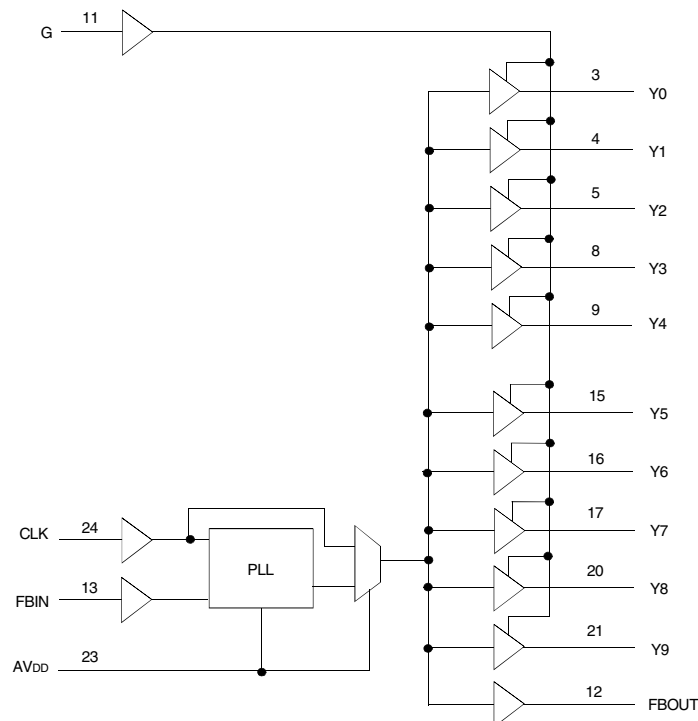 G 11
3 Y0
4 Y1
5 Y2
8 Y3
9 Y4
15 Y5
16 Y6
17 Y7
CLK 24
PLL
20 Y8
FBIN 13
21 Y9
AVDD 23
12 FBOUT